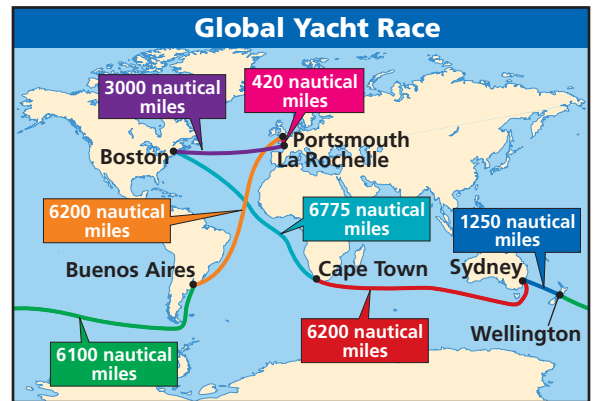 Global Yacht Race
3000 nautical
miles
420 nautical
miles
Portsmouth
La Rochelle
Boston
6200 nautical
miles
6775 nautical
miles
1250 nautical
miles
Buenos Aires
Cape Town
Sydney
Wellington
6100 nautical
miles
6200 nautical
miles